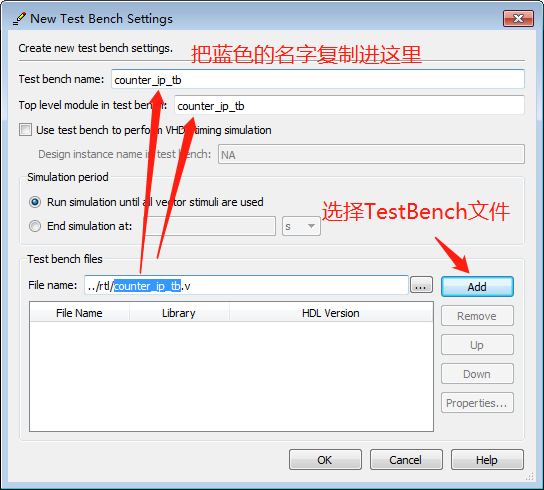 New Test Bench Settings
Create new test bench settings.
把蓝色的名字复制进这里
Test bench name: counter_ip_tb
Top level module in test bench: counter_ip_tb
Use test bench to perform VHDL timing simulation
Design instance name in test bench: NA
Simulation period
Run simulation until all vector stimuli are used
End simulation at: s
选择TestBench文件
Test bench files
File name: ../rtl/counter_ip_tb.v ... Add
File Name Library HDL Version
Remove
Up
Down
Properties...
OK Cancel Help